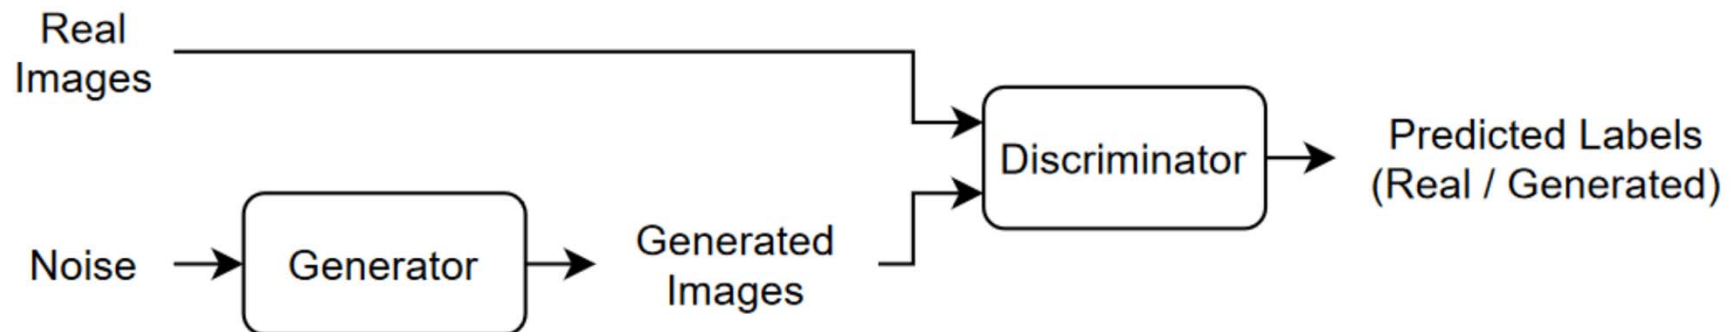 Real
Images
Noise
Generator
Generated
Images
Discriminator
Predicted Labels
(Real / Generated)